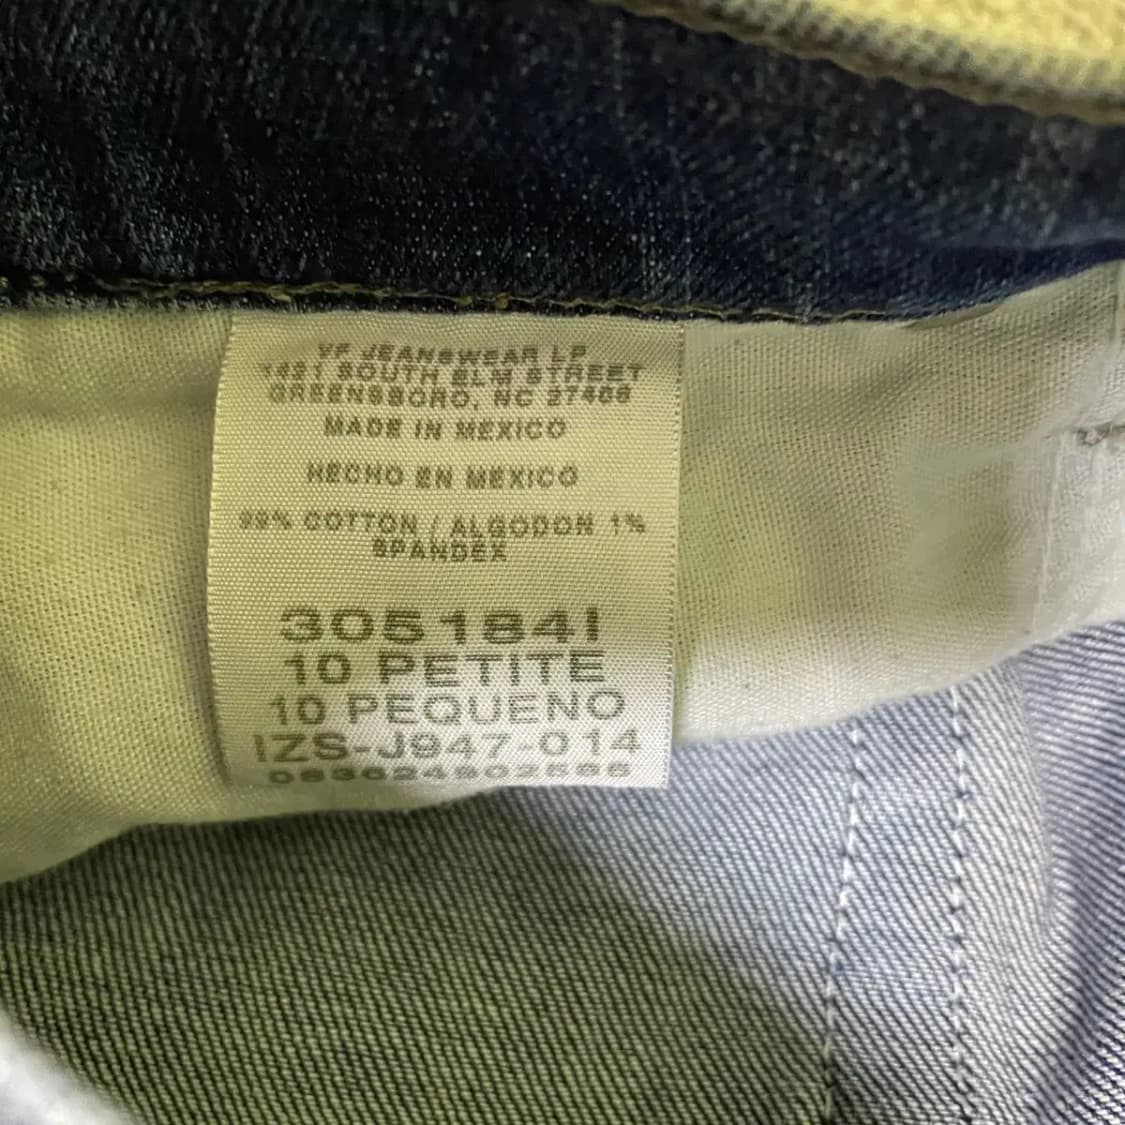 VF JEANSWEAR LP
1421 SOUTH ELM STREET
GREENSBORO, NC 27406
MADE IN MEXICO
HECHO EN MEXICO
99% COTTON / ALGODON 1%
SPANDEX
305184I
10 PETITE
10 PEQUENO
IZS-J947-014